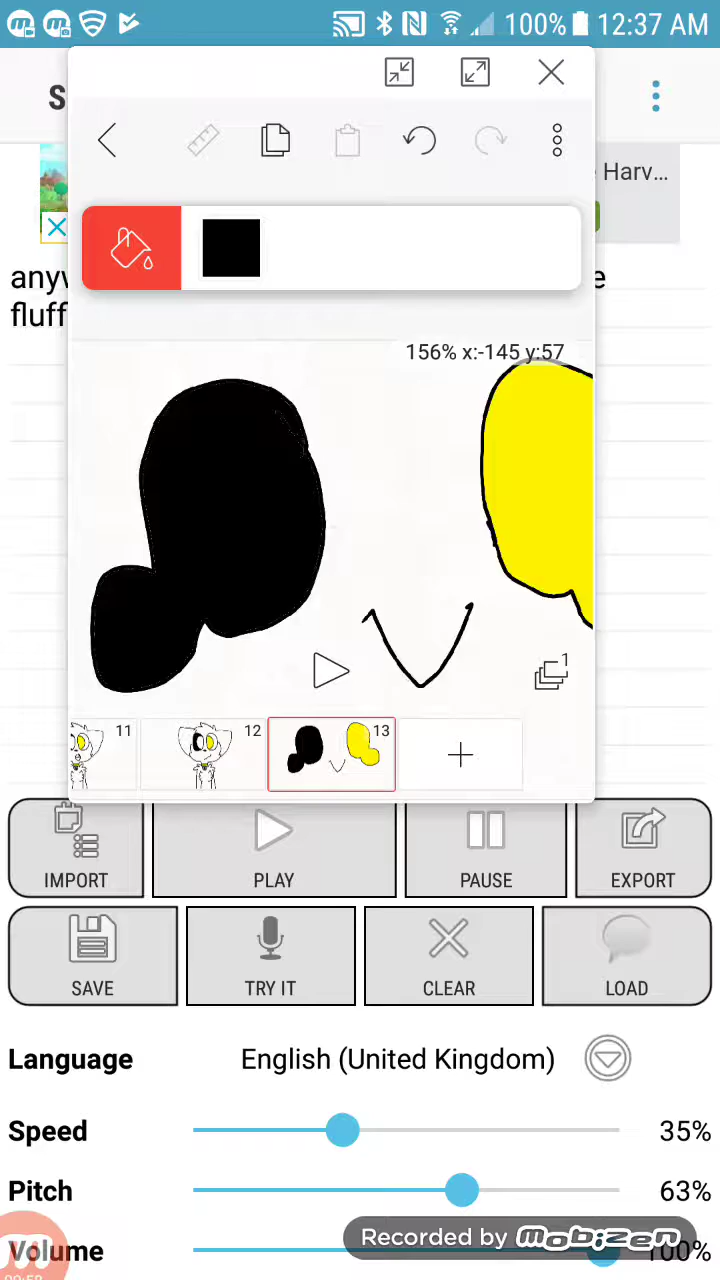 100% 12:37 AM
S
Harv...
anyw e
fluff
156% x:-145 y:57
1
11 12 13
IMPORT PLAY PAUSE EXPORT
SAVE TRY IT CLEAR LOAD
Language English (United Kingdom)
Speed 35%
Pitch 63%
Recorded by Mobizen
Volume 100%